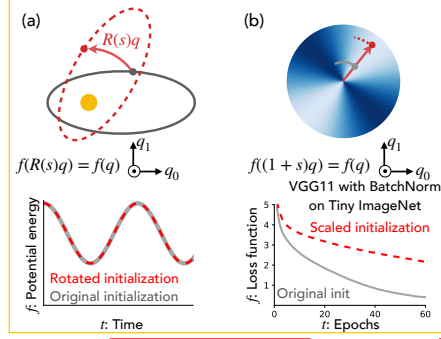 (a)
R(s)q
q₁
q₀
f(R(s)q) = f(q)
f: Potential energy
Rotated initialization
Original initialization
t: Time
(b)
q₁
q₀
f((1 + s)q) = f(q)
VGG11 with BatchNorm
on Tiny ImageNet
f: Loss function
5
4
3
2
1
0
Scaled initialization
Original init
0 20 40 60
t: Epochs